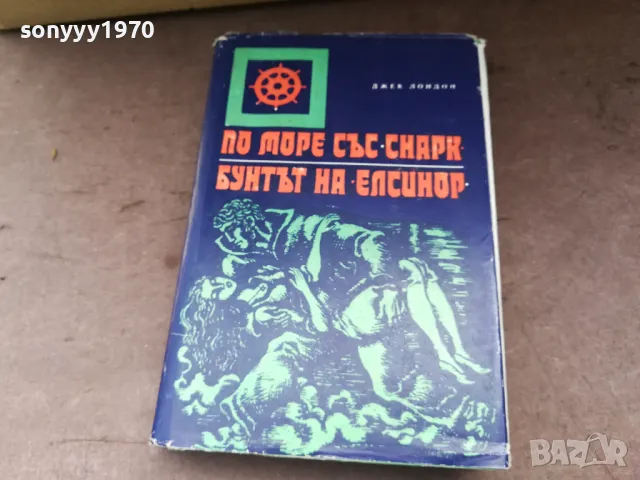 sonyyy1970
ДЖЕК ЛОНДОН
ПО МОРЕ СЪС·СНАРК·
БУНТЪТ НА·ЕЛСИНОР·
BAZAR